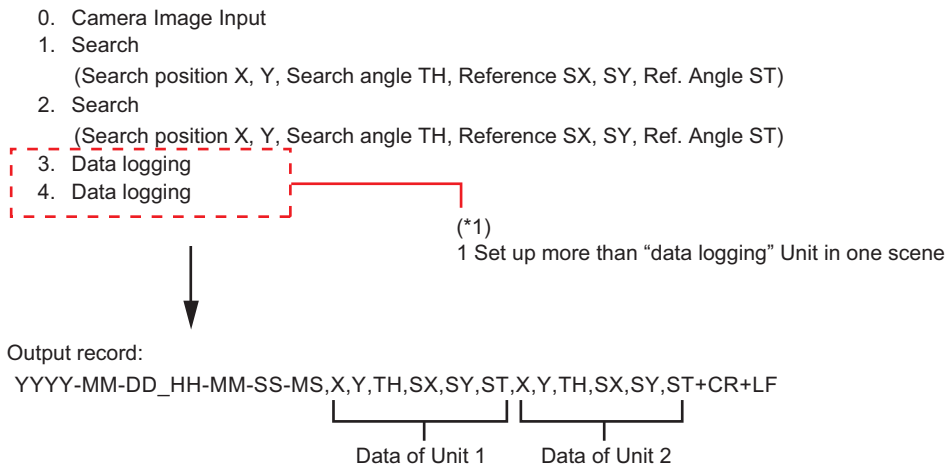 0. Camera Image Input
1. Search
(Search position X, Y, Search angle TH, Reference SX, SY, Ref. Angle ST)
2. Search
(Search position X, Y, Search angle TH, Reference SX, SY, Ref. Angle ST)
3. Data logging
4. Data logging
(*1)
1 Set up more than “data logging” Unit in one scene
Output record:
YYYY-MM-DD_HH-MM-SS-MS,X,Y,TH,SX,SY,ST,X,Y,TH,SX,SY,ST+CR+LF
Data of Unit 1 Data of Unit 2